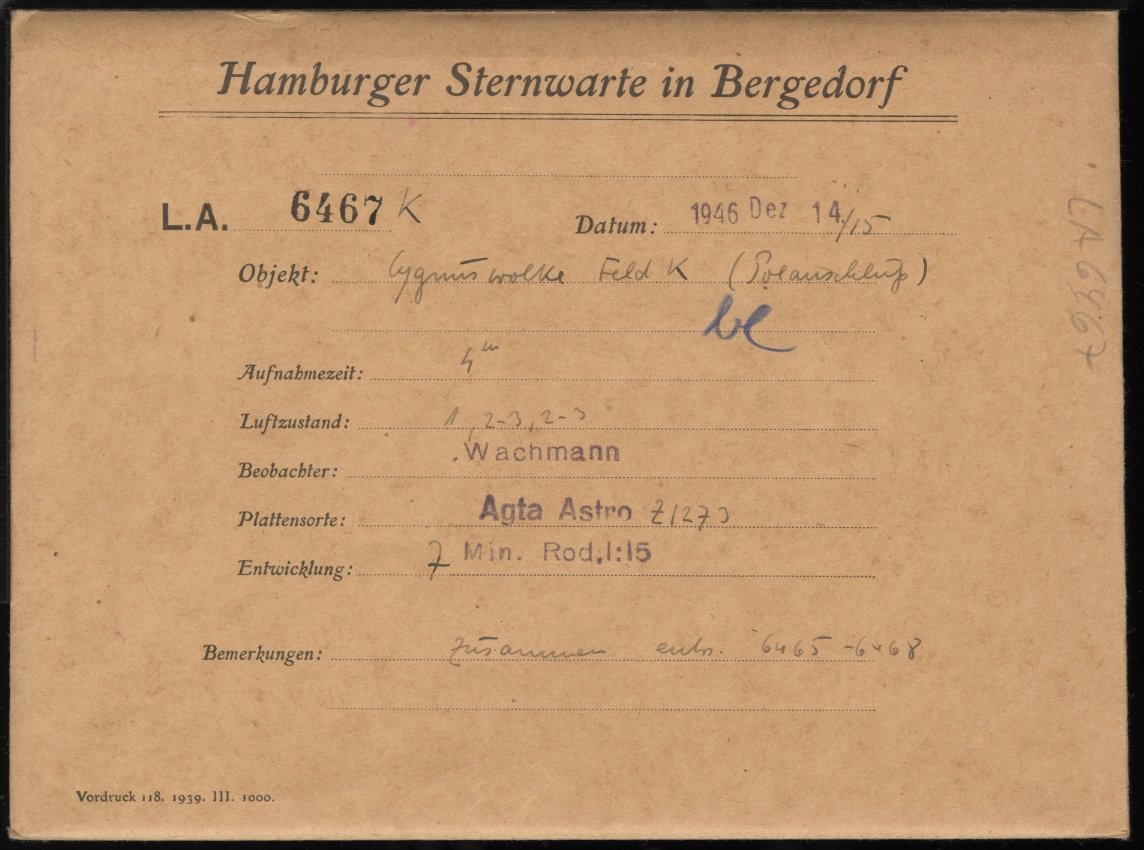 Hamburger Sternwarte in Bergedorf
L.A. 6467 K
Datum: 1946 Dez 14/15
Objekt: Cygnuswolke Feld K (Polanschluß)
Aufnahmezeit: 4m
Luftzustand: 1, 2-3, 2-3
Beobachter: Wachmann
Plattensorte: Agfa Astro Z1273
Entwicklung: 7 Min. Rod, 1:15
Bemerkungen: zusammen entw. 6465-6468
Vordruck 118. 1939. III. 1000.
LA 6467